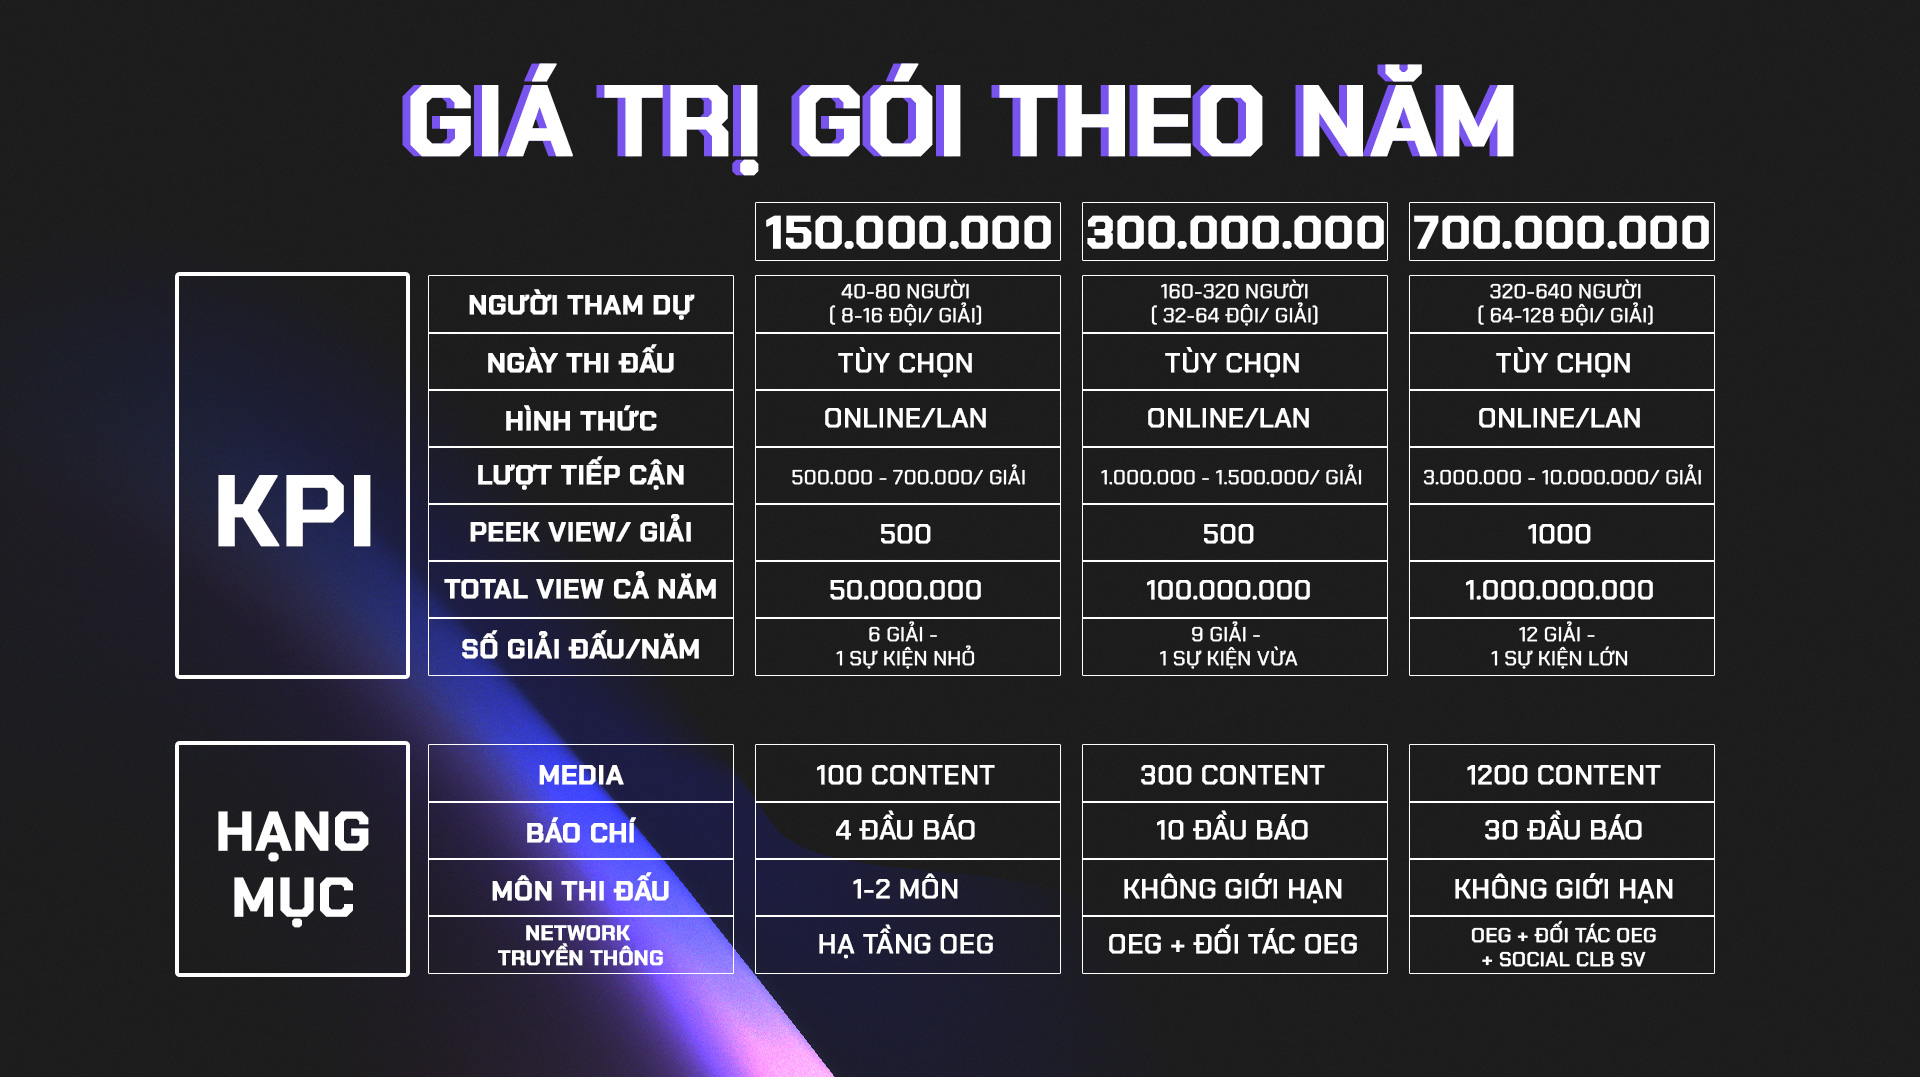 GIÁ TRỊ GÓI THEO NĂM
150.000.000 300.000.000 700.000.000
KPI
NGƯỜI THAM DỰ
40-80 NGƯỜI
( 8-16 ĐỘI/ GIẢI)
160-320 NGƯỜI
( 32-64 ĐỘI/ GIẢI)
320-640 NGƯỜI
( 64-128 ĐỘI/ GIẢI)
NGÀY THI ĐẤU TÙY CHỌN TÙY CHỌN TÙY CHỌN
HÌNH THỨC ONLINE/LAN ONLINE/LAN ONLINE/LAN
LƯỢT TIẾP CẬN 500.000 - 700.000/ GIẢI 1.000.000 - 1.500.000/ GIẢI 3.000.000 - 10.000.000/ GIẢI
PEEK VIEW/ GIẢI 500 500 1000
TOTAL VIEW CẢ NĂM 50.000.000 100.000.000 1.000.000.000
SỐ GIẢI ĐẤU/NĂM
6 GIẢI -
1 SỰ KIỆN NHỎ
9 GIẢI -
1 SỰ KIỆN VỪA
12 GIẢI -
1 SỰ KIỆN LỚN
HẠNG
MỤC
MEDIA 100 CONTENT 300 CONTENT 1200 CONTENT
BÁO CHÍ 4 ĐẦU BÁO 10 ĐẦU BÁO 30 ĐẦU BÁO
MÔN THI ĐẤU 1-2 MÔN KHÔNG GIỚI HẠN KHÔNG GIỚI HẠN
NETWORK
TRUYỀN THÔNG
HẠ TẦNG OEG
OEG + ĐỐI TÁC OEG
OEG + ĐỐI TÁC OEG
+ SOCIAL CLB SV